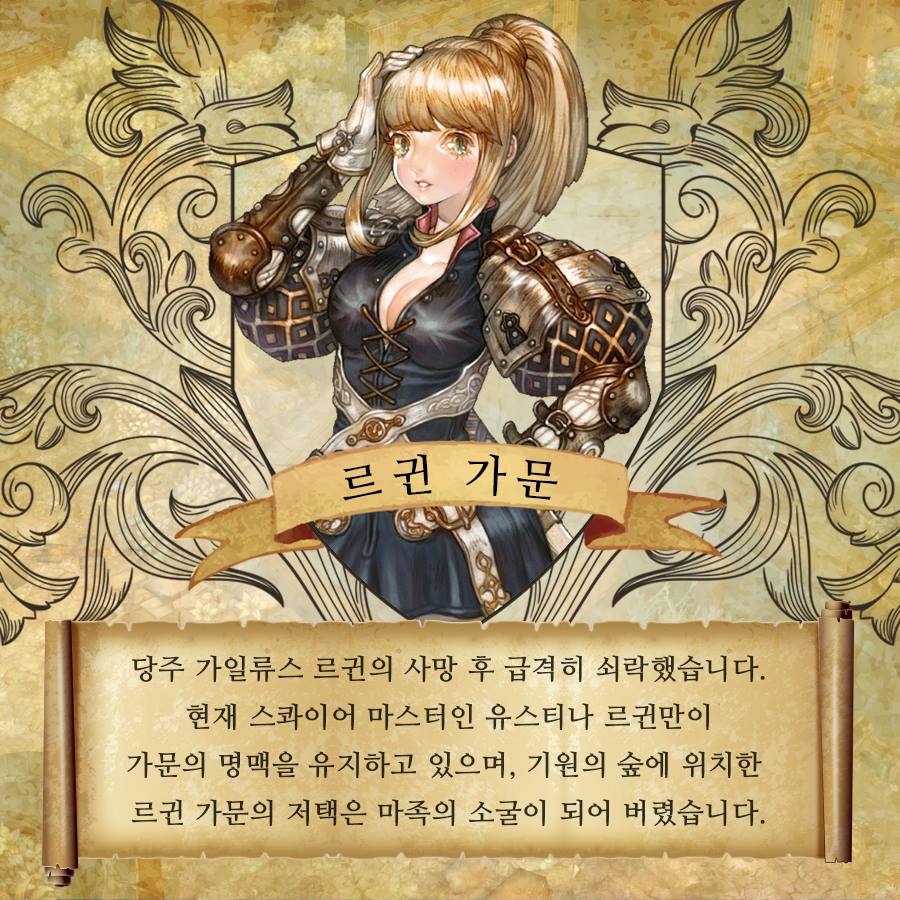 르귄 가문
당주 가일류스 르귄의 사망 후 급격히 쇠락했습니다.
현재 스콰이어 마스터인 유스티나 르귄만이
가문의 명맥을 유지하고 있으며, 기원의 숲에 위치한
르귄 가문의 저택은 마족의 소굴이 되어 버렸습니다.